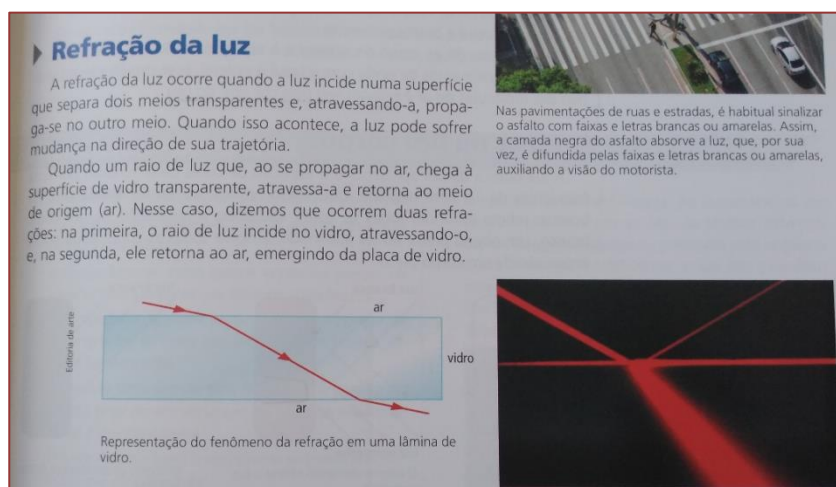 Refração da luz
A refração da luz ocorre quando a luz incide numa superfície
que separa dois meios transparentes e, atravessando-a, propa-
ga-se no outro meio. Quando isso acontece, a luz pode sofrer
mudança na direção de sua trajetória.
Quando um raio de luz que, ao se propagar no ar, chega à
superfície de vidro transparente, atravessa-a e retorna ao meio
de origem (ar). Nesse caso, dizemos que ocorrem duas refra-
ções: na primeira, o raio de luz incide no vidro, atravessando-o,
e, na segunda, ele retorna ao ar, emergindo da placa de vidro.
Editoria de arte
ar
vidro
ar
Representação do fenômeno da refração em uma lâmina de
vidro.
Nas pavimentações de ruas e estradas, é habitual sinalizar
o asfalto com faixas e letras brancas ou amarelas. Assim,
a camada negra do asfalto absorve a luz, que, por sua
vez, é difundida pelas faixas e letras brancas ou amarelas,
auxiliando a visão do motorista.